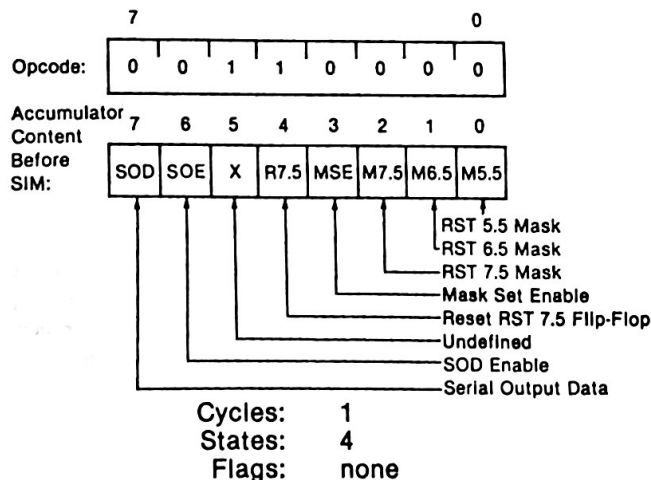 7 0
Opcode: 0 0 1 1 0 0 0 0
Accumulator
Content
Before
SIM:
7 6 5 4 3 2 1 0
SOD SOE X R7.5 MSE M7.5 M6.5 M5.5
RST 5.5 Mask
RST 6.5 Mask
RST 7.5 Mask
Mask Set Enable
Reset RST 7.5 Flip-Flop
Undefined
SOD Enable
Serial Output Data
Cycles: 1
States: 4
Flags: none